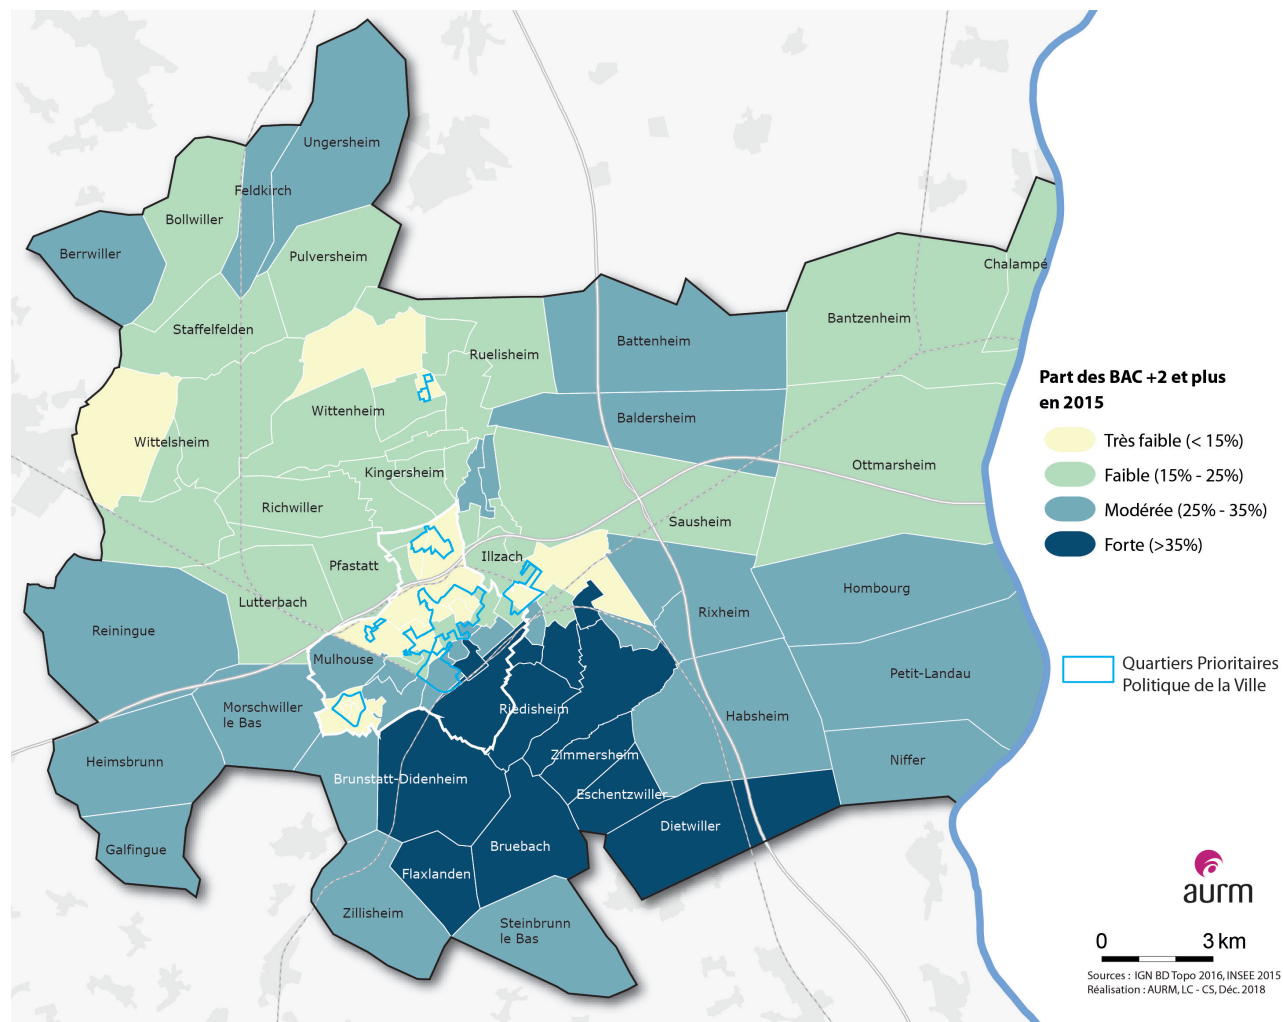 Ungersheim
Feldkirch
Bollwiller
Berrwiller
Pulversheim
Chalampé
Bantzenheim
Staffelfelden
Battenheim
Ruelisheim
Wittenheim
Baldersheim
Wittelsheim
Ottmarsheim
Kingersheim
Richwiller
Sausheim
Illzach
Pfastatt
Hombourg
Lutterbach
Rixheim
Reiningue
Mulhouse
Petit-Landau
Morschwiller
le Bas
Riedisheim
Habsheim
Heimsbrunn
Zimmersheim
Niffer
Brunstatt-Didenheim
Eschentzwiller
Dietwiller
Galfingue
Bruebach
Flaxlanden
Zillisheim
Steinbrunn
le Bas
Part des BAC +2 et plus
en 2015
Très faible (< 15%)
Faible (15% - 25%)
Modérée (25% - 35%)
Forte (>35%)
Quartiers Prioritaires
Politique de la Ville
aurm
0 3 km
Sources : IGN BD Topo 2016, INSEE 2015
Réalisation : AURM, LC - CS, Déc. 2018